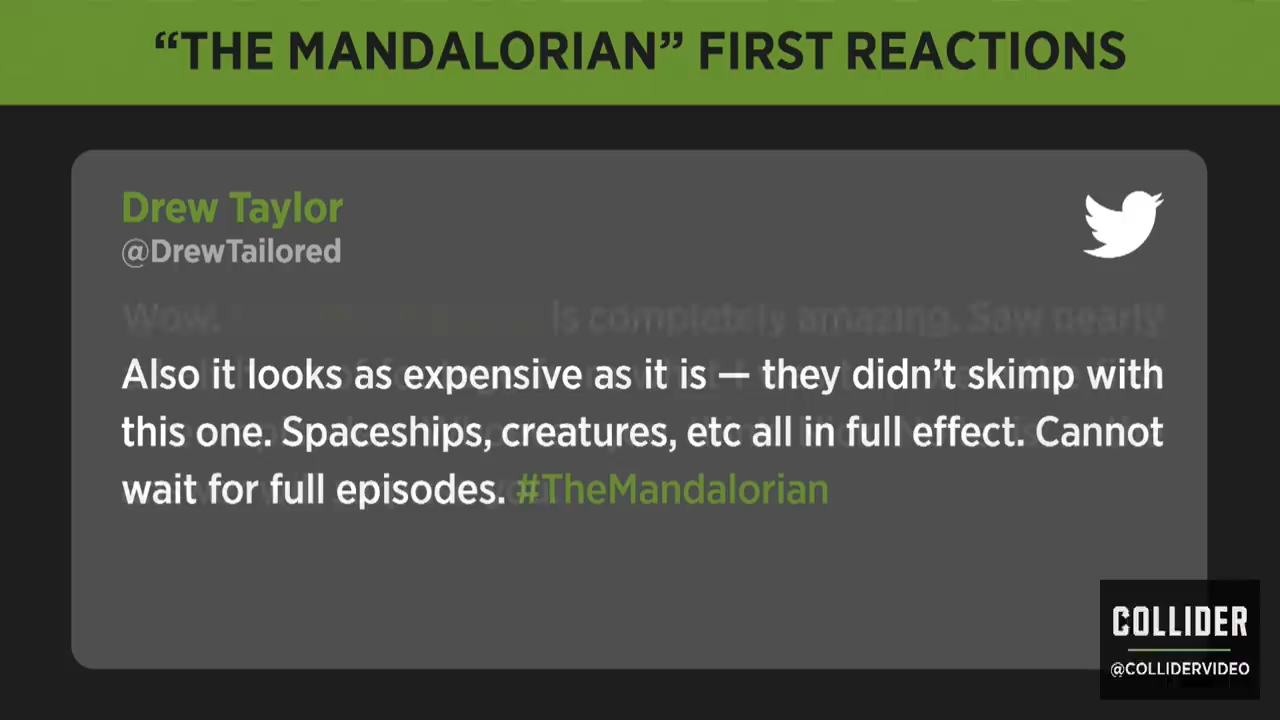 “THE MANDALORIAN” FIRST REACTIONS
Drew Taylor
@DrewTailored
Wow. is completely amazing. Saw nearly
Also it looks as expensive as it is — they didn’t skimp with
this one. Spaceships, creatures, etc all in full effect. Cannot
wait for full episodes. #TheMandalorian
COLLIDER
@COLLIDERVIDEO